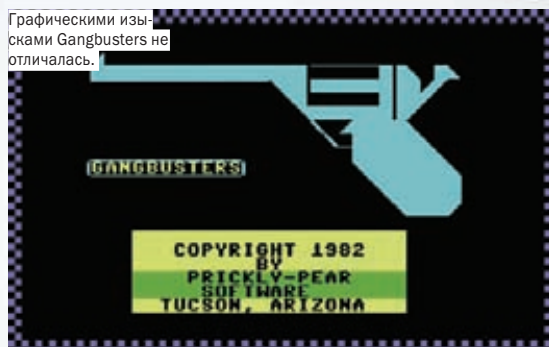 Графическими изы-
сками Gangbusters не
отличалась.
GANGBUSTERS
COPYRIGHT 1982
BY
PRICKLY-PEAR
SOFTWARE
TUCSON, ARIZONA